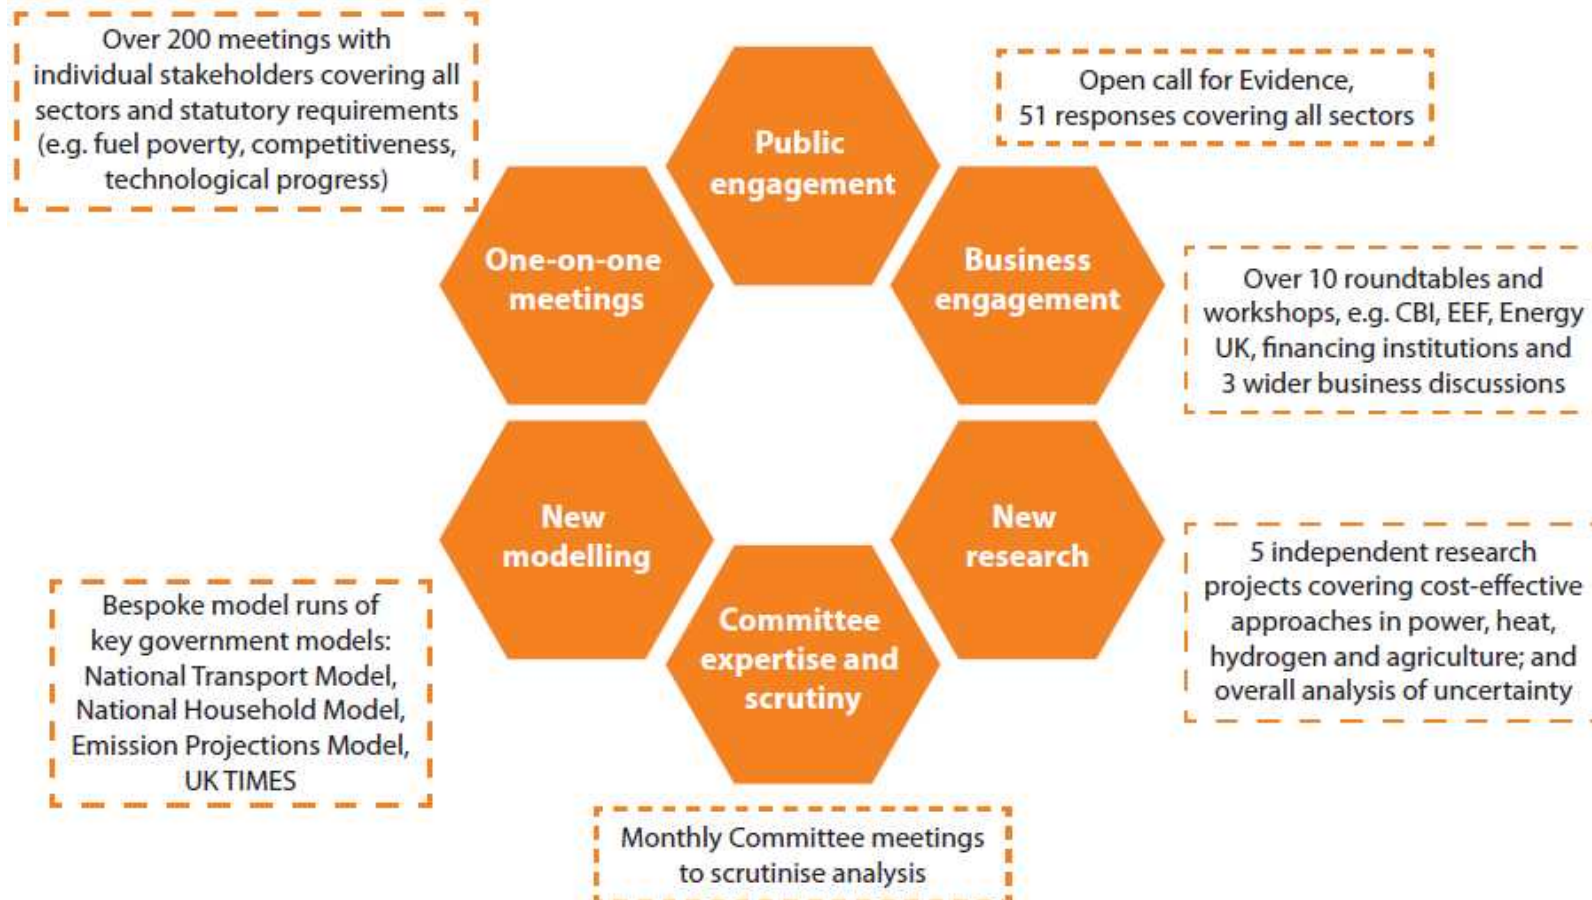 Over 200 meetings with
individual stakeholders covering all
sectors and statutory requirements
(e.g. fuel poverty, competitiveness,
technological progress)
Public
engagement
Open call for Evidence,
51 responses covering all sectors
One-on-one
meetings
Business
engagement
Over 10 roundtables and
workshops, e.g. CBI, EEF, Energy
UK, financing institutions and
3 wider business discussions
New
modelling
New
research
Bespoke model runs of
key government models:
National Transport Model,
National Household Model,
Emission Projections Model,
UK TIMES
Committee
expertise and
scrutiny
5 independent research
projects covering cost-effective
approaches in power, heat,
hydrogen and agriculture; and
overall analysis of uncertainty
Monthly Committee meetings
to scrutinise analysis